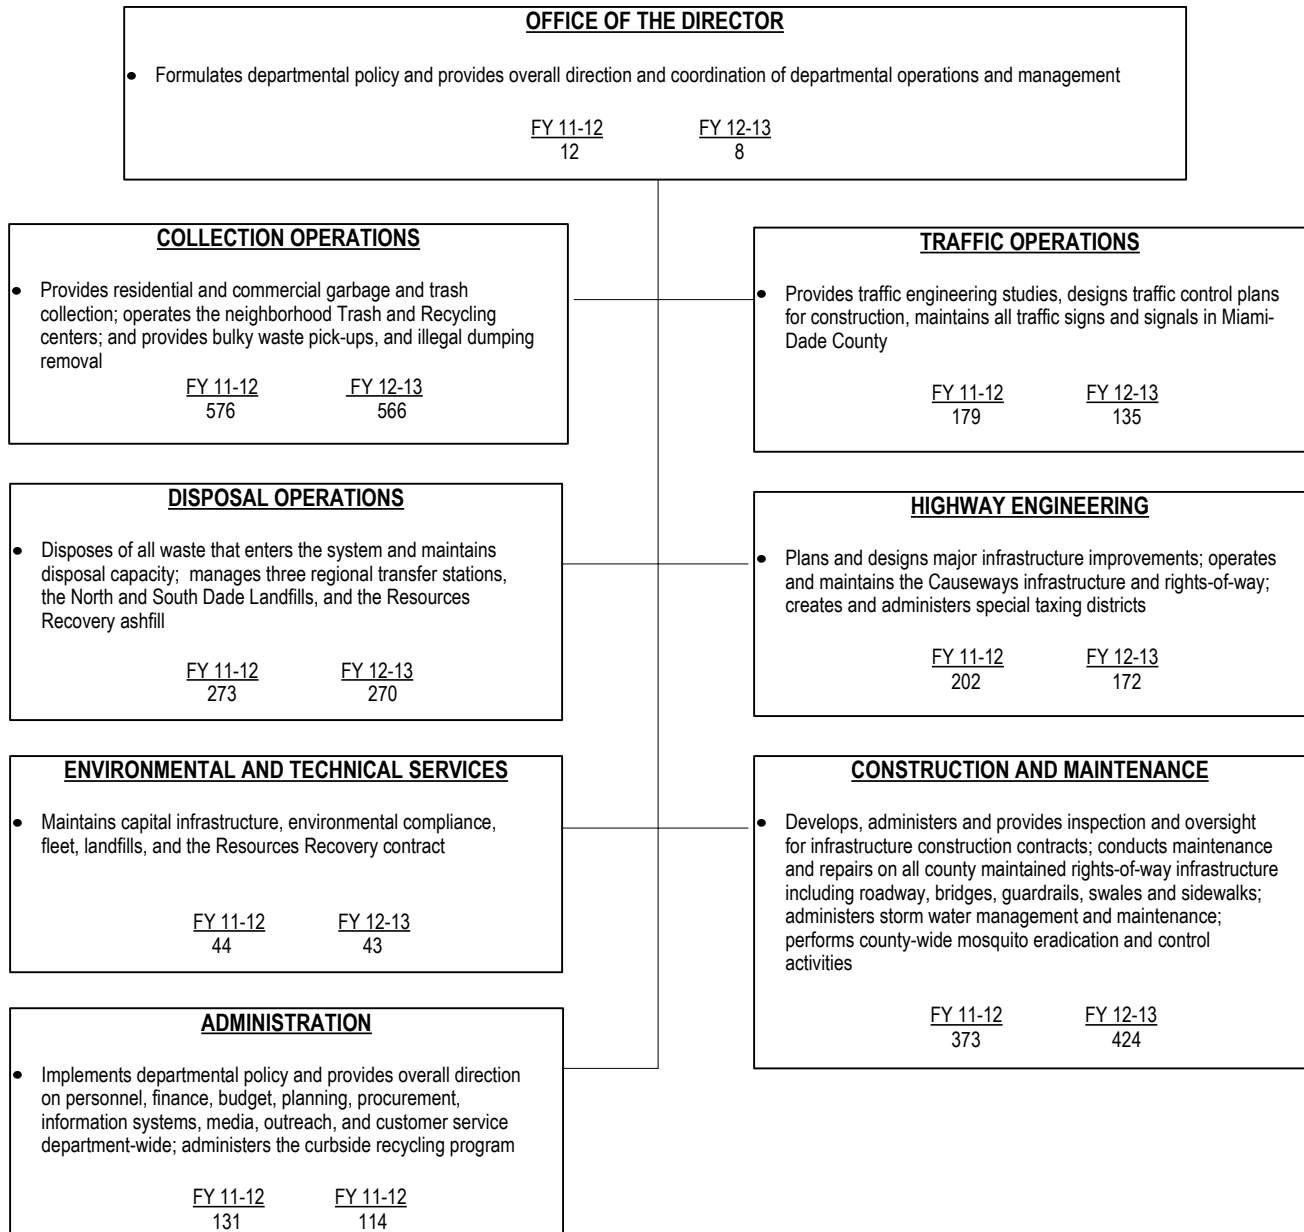 OFFICE OF THE DIRECTOR
• Formulates departmental policy and provides overall direction and coordination of departmental operations and management
FY 11-12 FY 12-13
12 8
COLLECTION OPERATIONS
• Provides residential and commercial garbage and trash
collection; operates the neighborhood Trash and Recycling
centers; and provides bulky waste pick-ups, and illegal dumping
removal
FY 11-12 FY 12-13
576 566
TRAFFIC OPERATIONS
• Provides traffic engineering studies, designs traffic control plans
for construction, maintains all traffic signs and signals in Miami-
Dade County
FY 11-12 FY 12-13
179 135
DISPOSAL OPERATIONS
• Disposes of all waste that enters the system and maintains
disposal capacity; manages three regional transfer stations,
the North and South Dade Landfills, and the Resources
Recovery ashfill
FY 11-12 FY 12-13
273 270
HIGHWAY ENGINEERING
• Plans and designs major infrastructure improvements; operates
and maintains the Causeways infrastructure and rights-of-way;
creates and administers special taxing districts
FY 11-12 FY 12-13
202 172
ENVIRONMENTAL AND TECHNICAL SERVICES
• Maintains capital infrastructure, environmental compliance,
fleet, landfills, and the Resources Recovery contract
FY 11-12 FY 12-13
44 43
CONSTRUCTION AND MAINTENANCE
• Develops, administers and provides inspection and oversight
for infrastructure construction contracts; conducts maintenance
and repairs on all county maintained rights-of-way infrastructure
including roadway, bridges, guardrails, swales and sidewalks;
administers storm water management and maintenance;
performs county-wide mosquito eradication and control
activities
FY 11-12 FY 12-13
373 424
ADMINISTRATION
• Implements departmental policy and provides overall direction
on personnel, finance, budget, planning, procurement,
information systems, media, outreach, and customer service
department-wide; administers the curbside recycling program
FY 11-12 FY 11-12
131 114